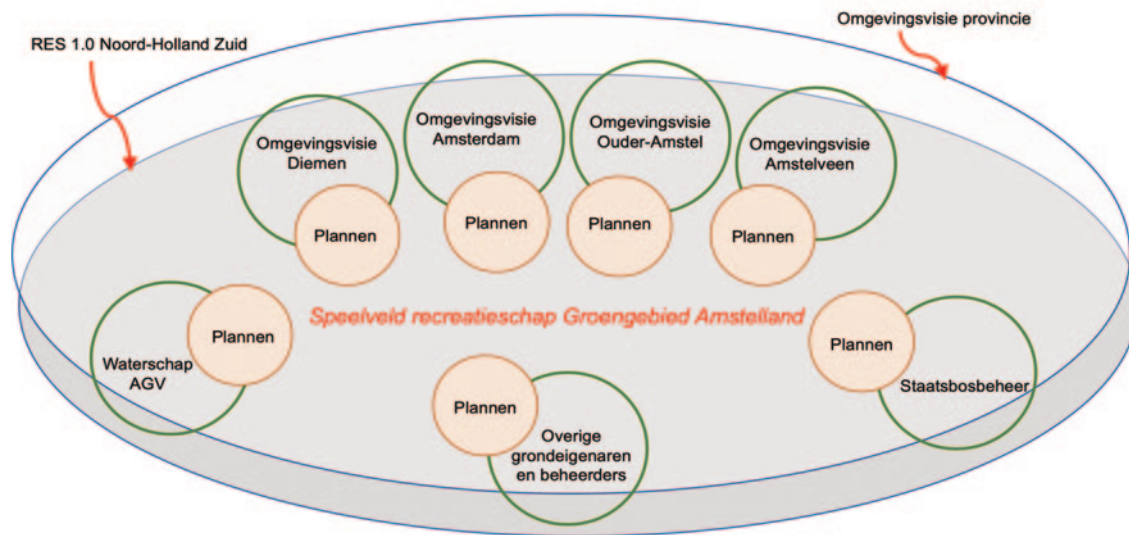 Omgevingsvisie provincie
RES 1.0 Noord-Holland Zuid
Omgevingsvisie
Diemen
Omgevingsvisie
Amsterdam
Omgevingsvisie
Ouder-Amstel
Omgevingsvisie
Amstelveen
Plannen
Plannen
Plannen
Plannen
Speelveld recreatieschap Groengebied Amstelland
Plannen
Waterschap
AGV
Plannen
Overige
grondeigenaren
en beheerders
Plannen
Staatsbosbeheer